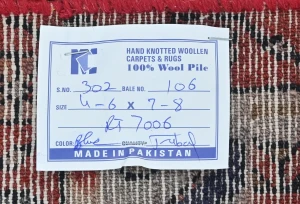 HAND KNOTTED WOOLLEN
CARPETS & RUGS
100% Wool Pile
S.NO. 302 BALE NO. 106
SIZE 4-6 x 7-8
RT 7006
COLOR: Blue QUALITY: Tribal
MADE IN PAKISTAN